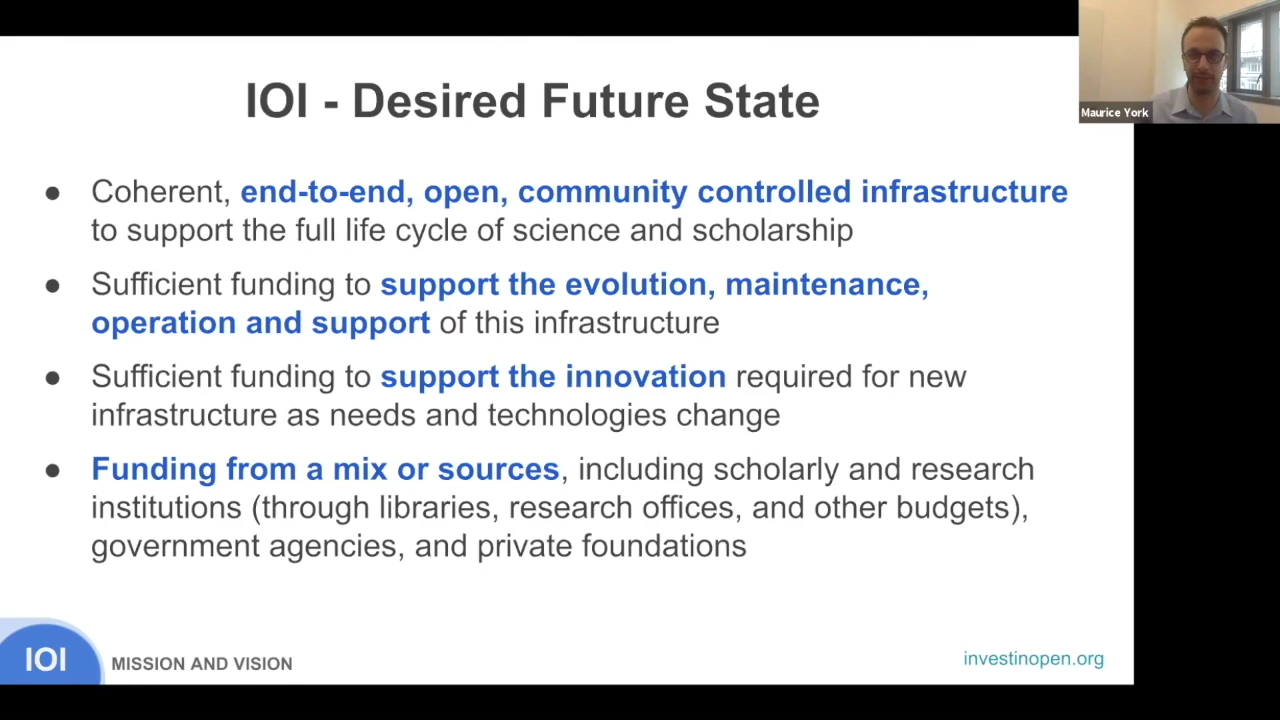 IOI - Desired Future State
Maurice York
● Coherent, end-to-end, open, community controlled infrastructure
to support the full life cycle of science and scholarship
● Sufficient funding to support the evolution, maintenance,
operation and support of this infrastructure
● Sufficient funding to support the innovation required for new
infrastructure as needs and technologies change
● Funding from a mix or sources, including scholarly and research
institutions (through libraries, research offices, and other budgets),
government agencies, and private foundations
IOI
MISSION AND VISION
investinopen.org